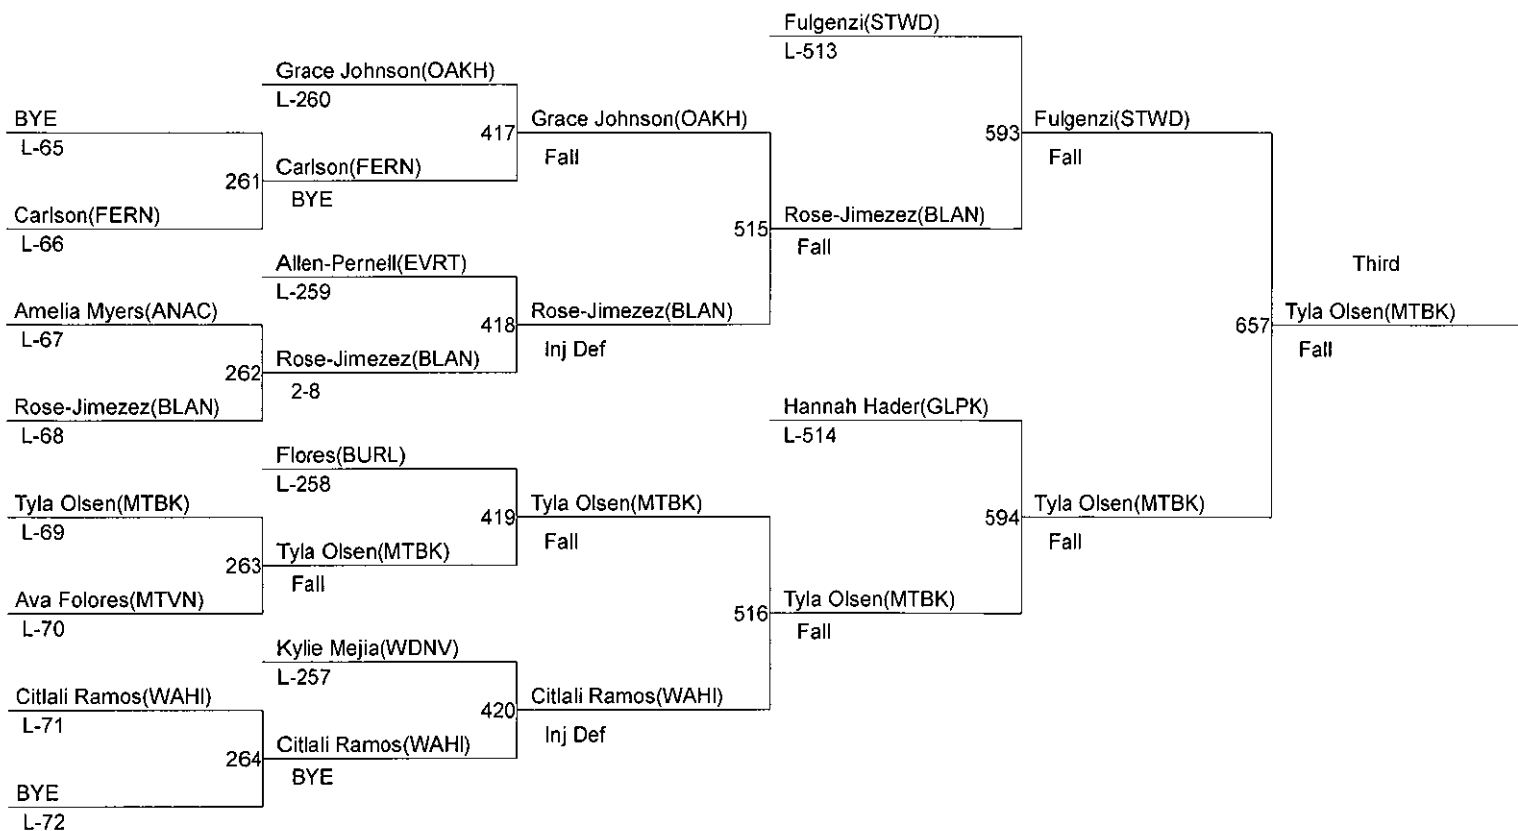 Fulgenzi(STWD)
L-513
Grace Johnson(OAKH)
L-260
BYE
L-65
417
Grace Johnson(OAKH)
Fall
593
Fulgenzi(STWD)
Fall
261
Carlson(FERN)
BYE
Carlson(FERN)
L-66
515
Rose-Jimezez(BLAN)
Fall
Allen-Pernell(EVRT)
L-259
Third
Amelia Myers(ANAC)
L-67
418
Rose-Jimezez(BLAN)
Inj Def
657
Tyla Olsen(MTBK)
Fall
262
Rose-Jimezez(BLAN)
2-8
Rose-Jimezez(BLAN)
L-68
Hannah Hader(GLPK)
L-514
Flores(BURL)
L-258
Tyla Olsen(MTBK)
L-69
419
Tyla Olsen(MTBK)
Fall
594
Tyla Olsen(MTBK)
Fall
263
Tyla Olsen(MTBK)
Fall
Ava Folores(MTVN)
L-70
516
Tyla Olsen(MTBK)
Fall
Kylie Mejia(WDNV)
L-257
Citlali Ramos(WAHI)
L-71
420
Citlali Ramos(WAHI)
Inj Def
264
Citlali Ramos(WAHI)
BYE
BYE
L-72